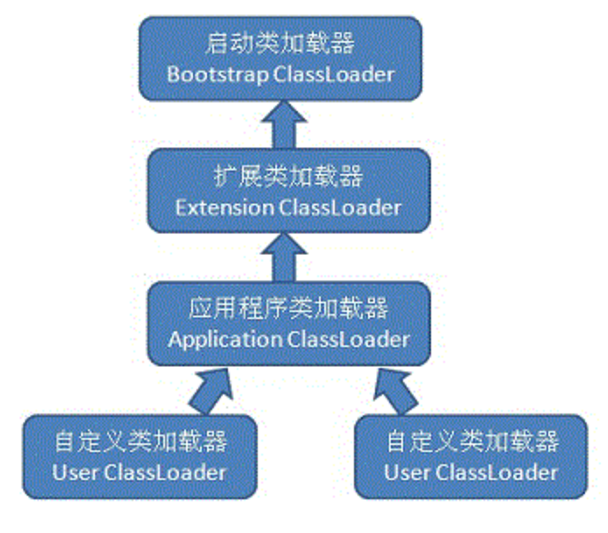 启动类加载器
Bootstrap ClassLoader
扩展类加载器
Extension ClassLoader
应用程序类加载器
Application ClassLoader
自定义类加载器
User ClassLoader
自定义类加载器
User ClassLoader